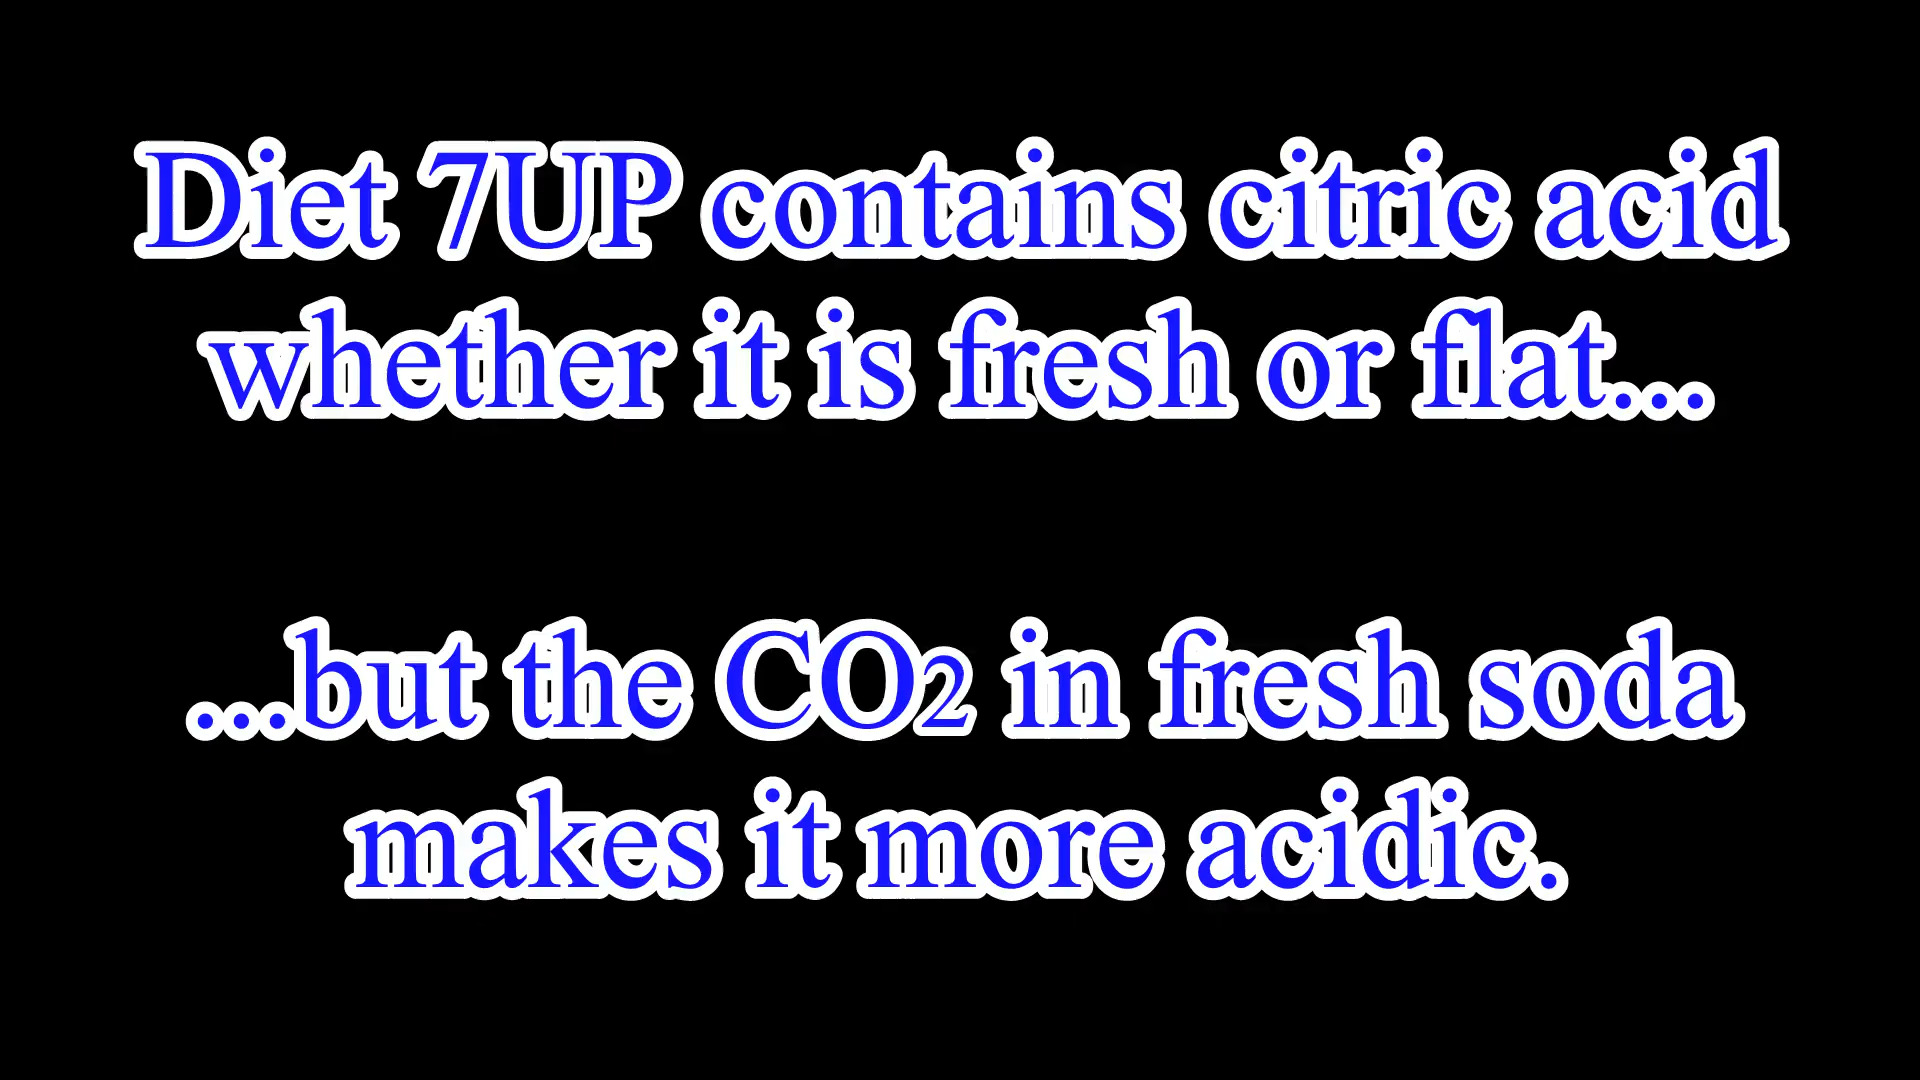 Diet 7UP contains citric acid
whether it is fresh or flat...
...but the CO2 in fresh soda
makes it more acidic.